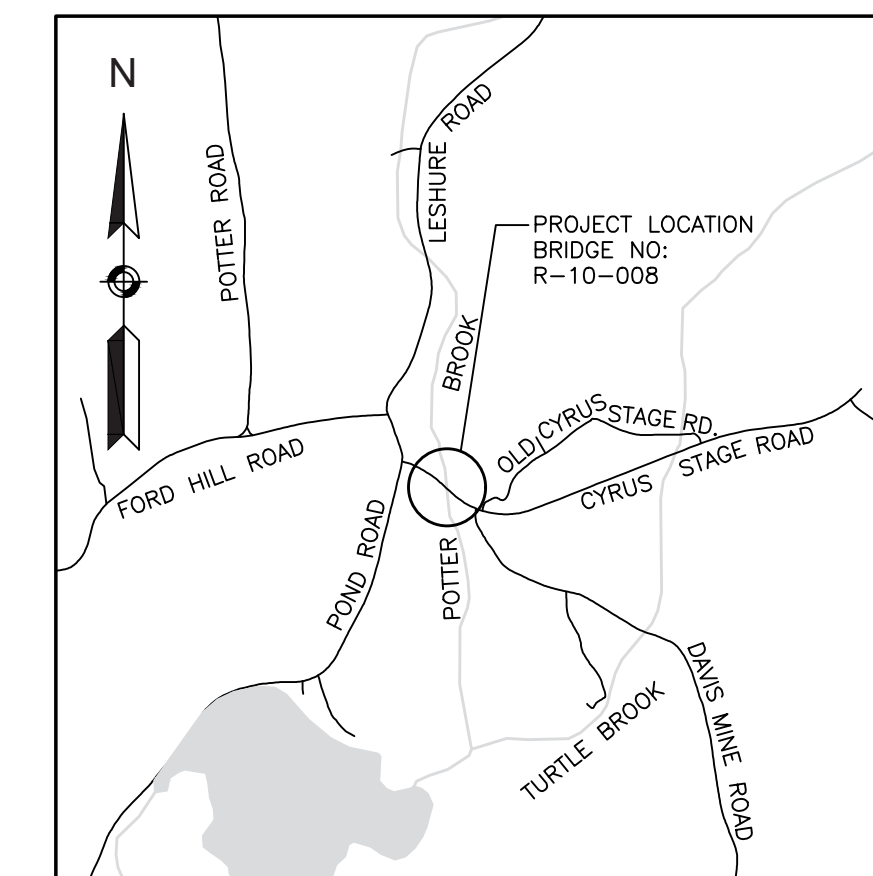 N
POTTER ROAD
LESHURE ROAD
PROJECT LOCATION
BRIDGE NO:
R-10-008
BROOK
OLD CYRUS STAGE RD.
FORD HILL ROAD
CYRUS STAGE ROAD
POND ROAD
POTTER
DAVIS MINE ROAD
TURTLE BROOK